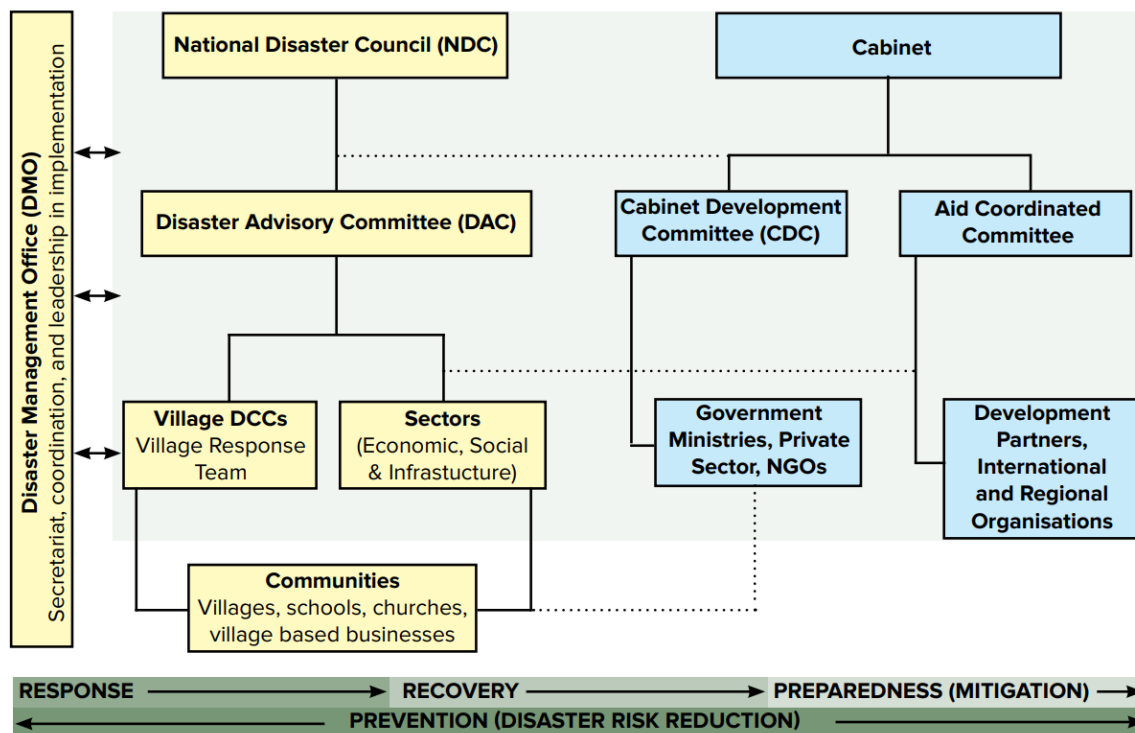 Disaster Management Office (DMO)
Secretariat, coordination, and leadership in implementation
National Disaster Council (NDC)
Cabinet
Disaster Advisory Committee (DAC)
Cabinet Development
Committee (CDC)
Aid Coordinated
Committee
Village DCCs
Village Response
Team
Sectors
(Economic, Social
& Infrastucture)
Government
Ministries, Private
Sector, NGOs
Development
Partners,
International
and Regional
Organisations
Communities
Villages, schools, churches,
village based businesses
RESPONSE
RECOVERY
PREPAREDNESS (MITIGATION)
PREVENTION (DISASTER RISK REDUCTION)